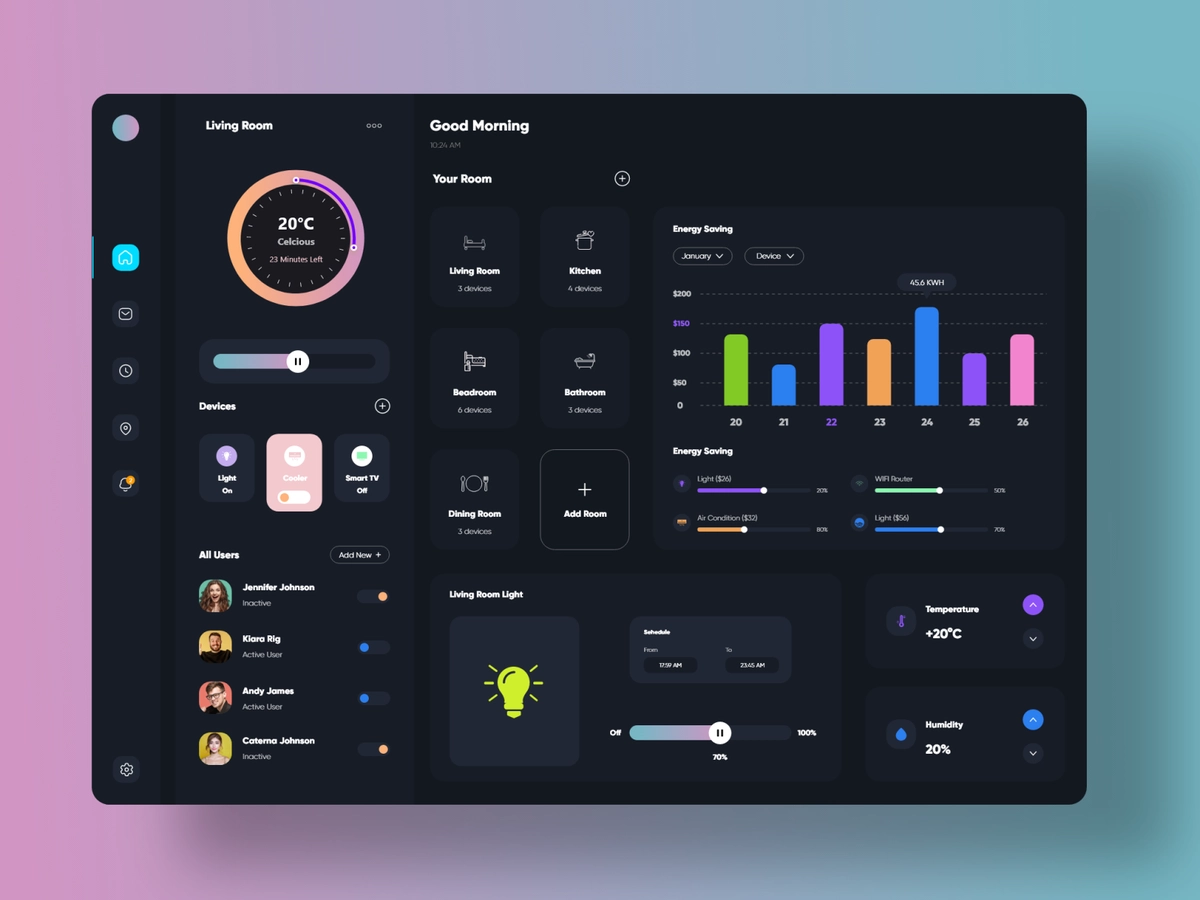 Living Room
20°C
Celcious
23 Minutes Left
Devices
Light
On
Cooler
Smart TV
Off
All Users
Add New +
Jennifer Johnson
Inactive
Klara Rig
Active User
Andy James
Active User
Caterna Johnson
Inactive
Good Morning
10:24 AM
Your Room
Living Room
3 devices
Kitchen
4 devices
Beadroom
6 devices
Bathroom
3 devices
Dining Room
3 devices
Add Room
Energy Saving
January
Device
45.6 KWH
$200
$150
$100
$50
0
20 21 22 23 24 25 26
Energy Saving
Light ($26)
20%
WIFI Router
50%
Air Condition ($32)
80%
Light ($56)
70%
Living Room Light
Sehedule
From
To
17:59 AM
23:45 AM
Off
100%
70%
Temperature
+20°C
Humidity
20%